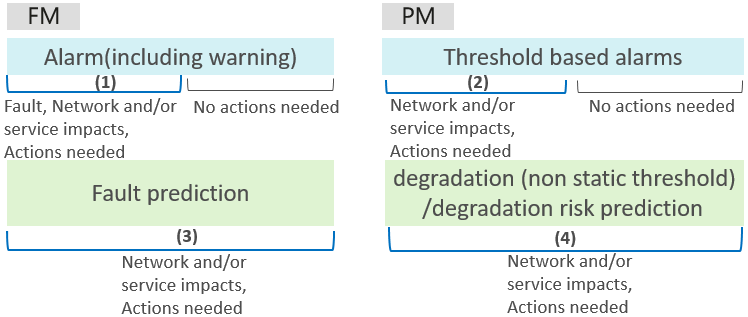 FM
Alarm(including warning)
(1)
Fault, Network and/or
service impacts,
Actions needed
No actions needed
Fault prediction
(3)
Network and/or
service impacts,
Actions needed
PM
Threshold based alarms
(2)
Network and/or
service impacts,
Actions needed
No actions needed
degradation (non static threshold)
/degradation risk prediction
(4)
Network and/or
service impacts,
Actions needed